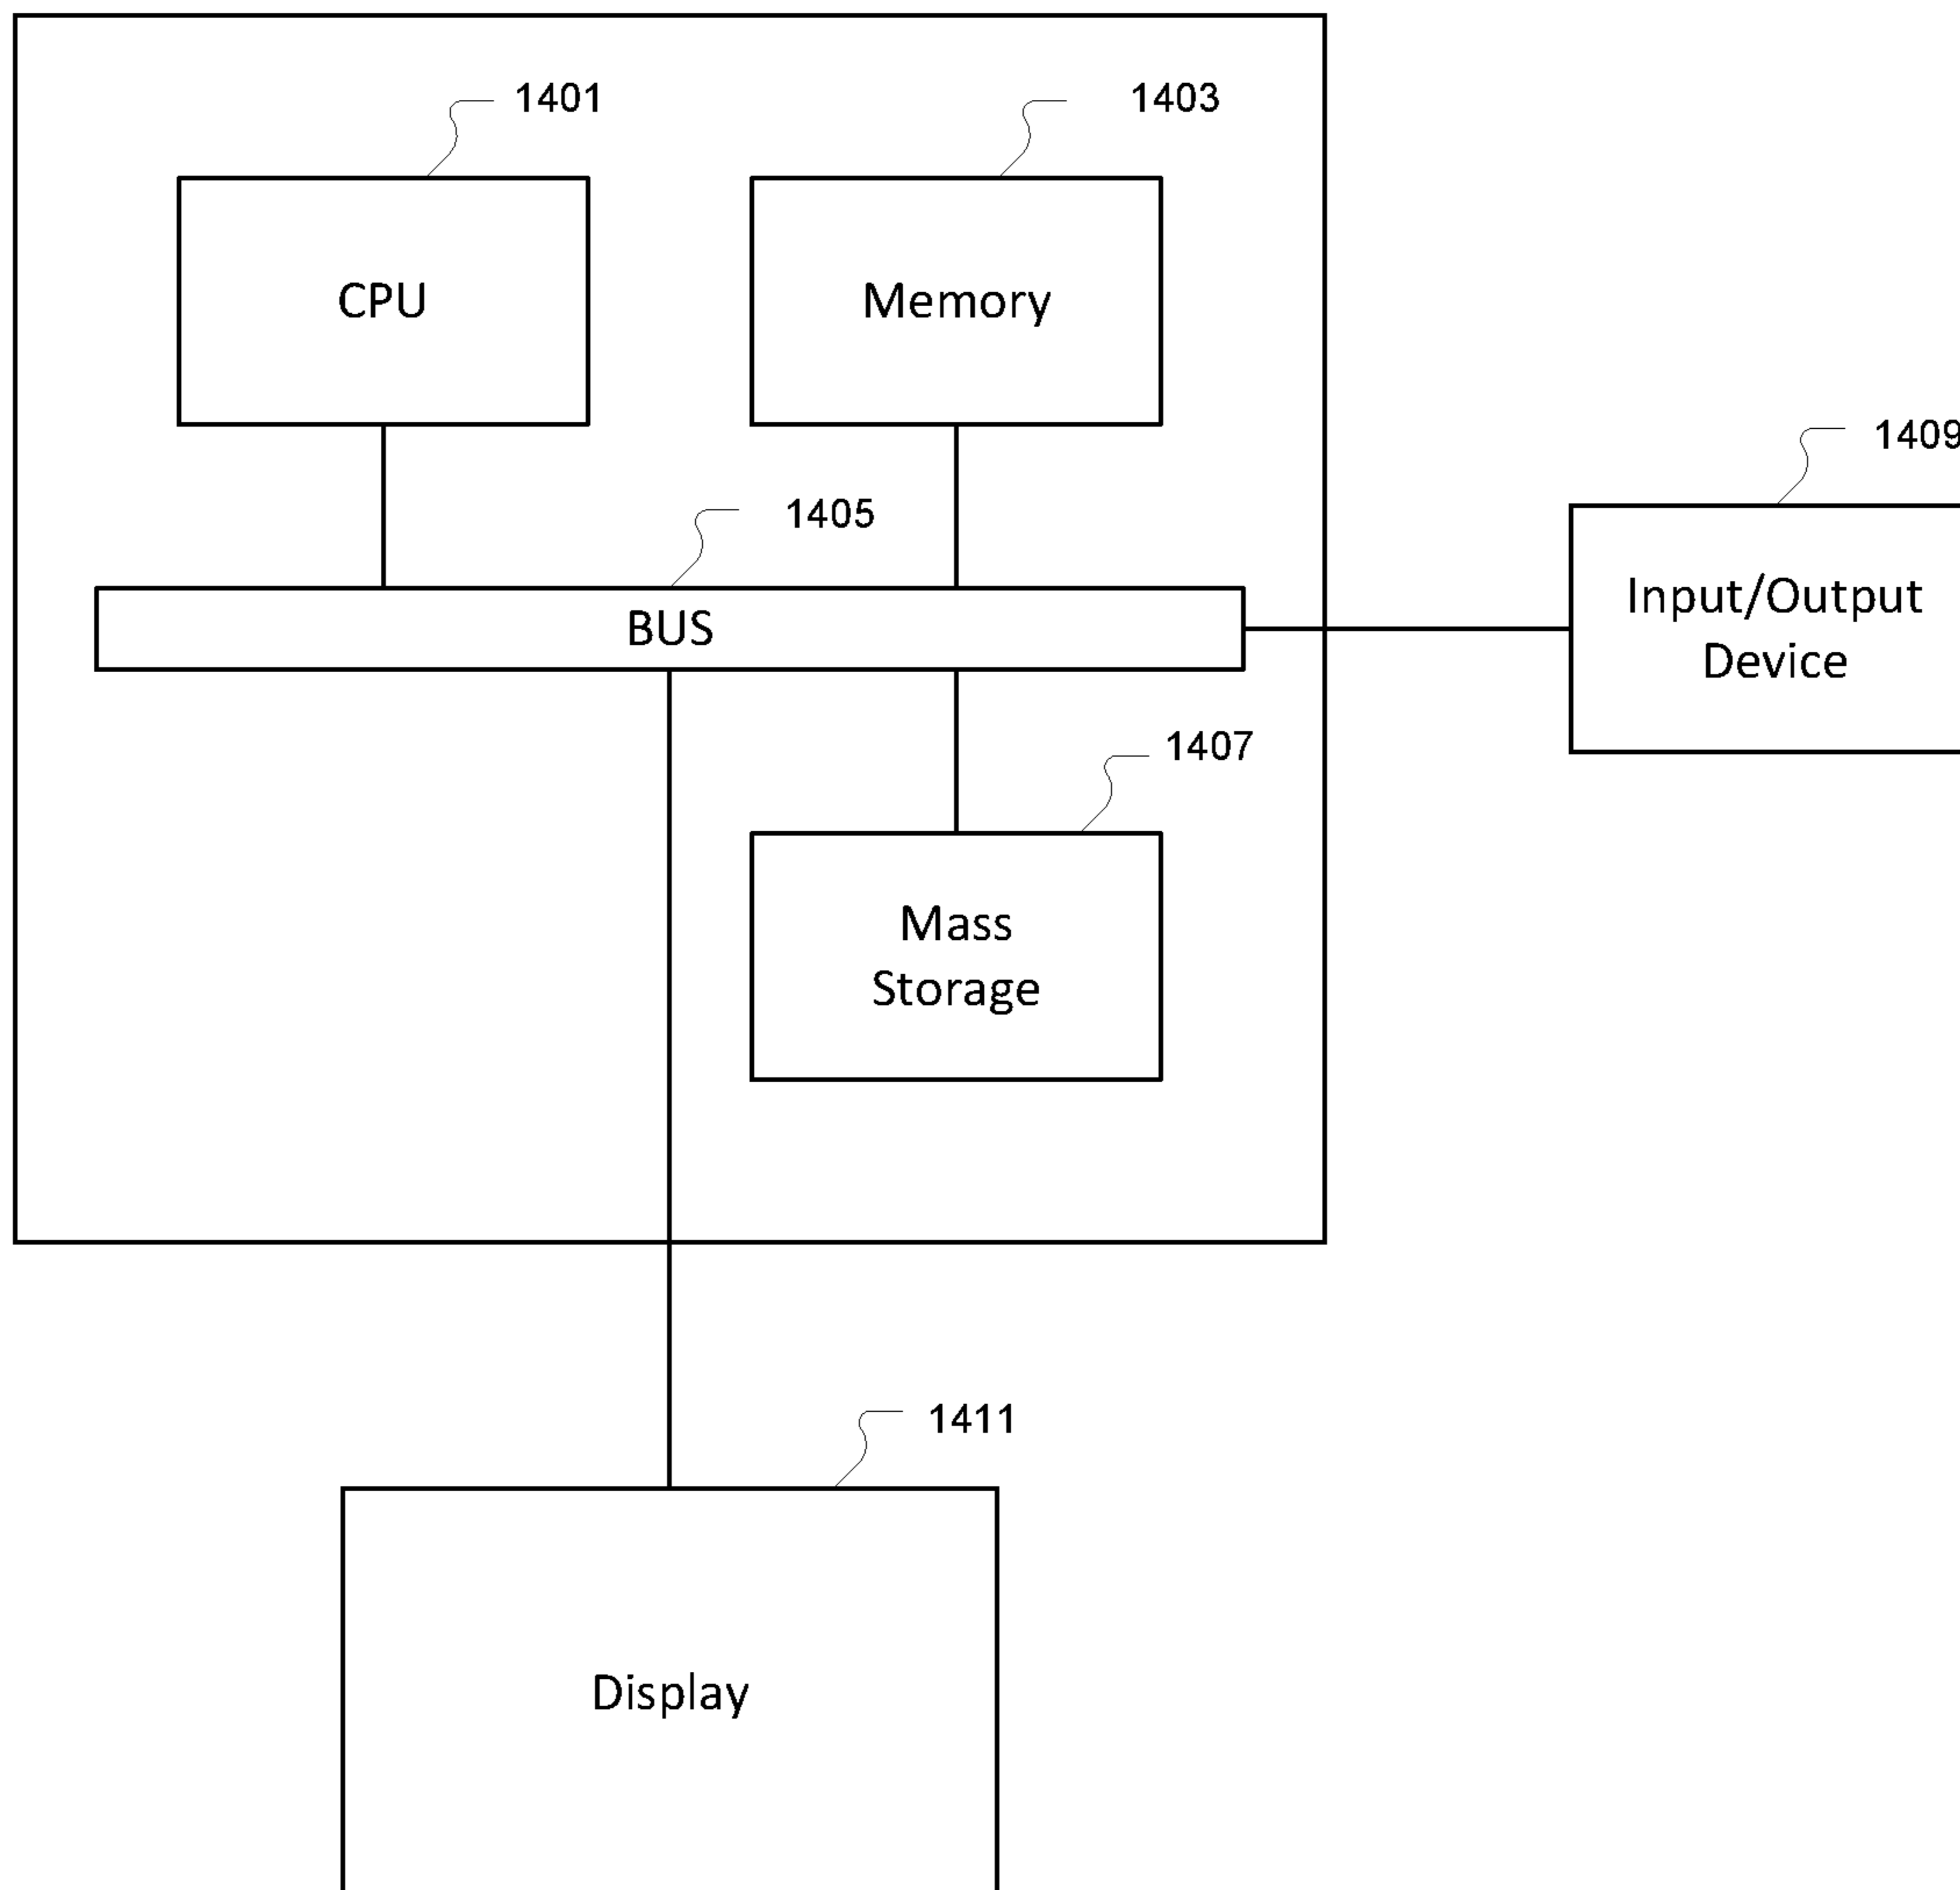 1401
1403
CPU
Memory
1409
1405
Input/Output
Device
BUS
1407
Mass
Storage
1411
Display